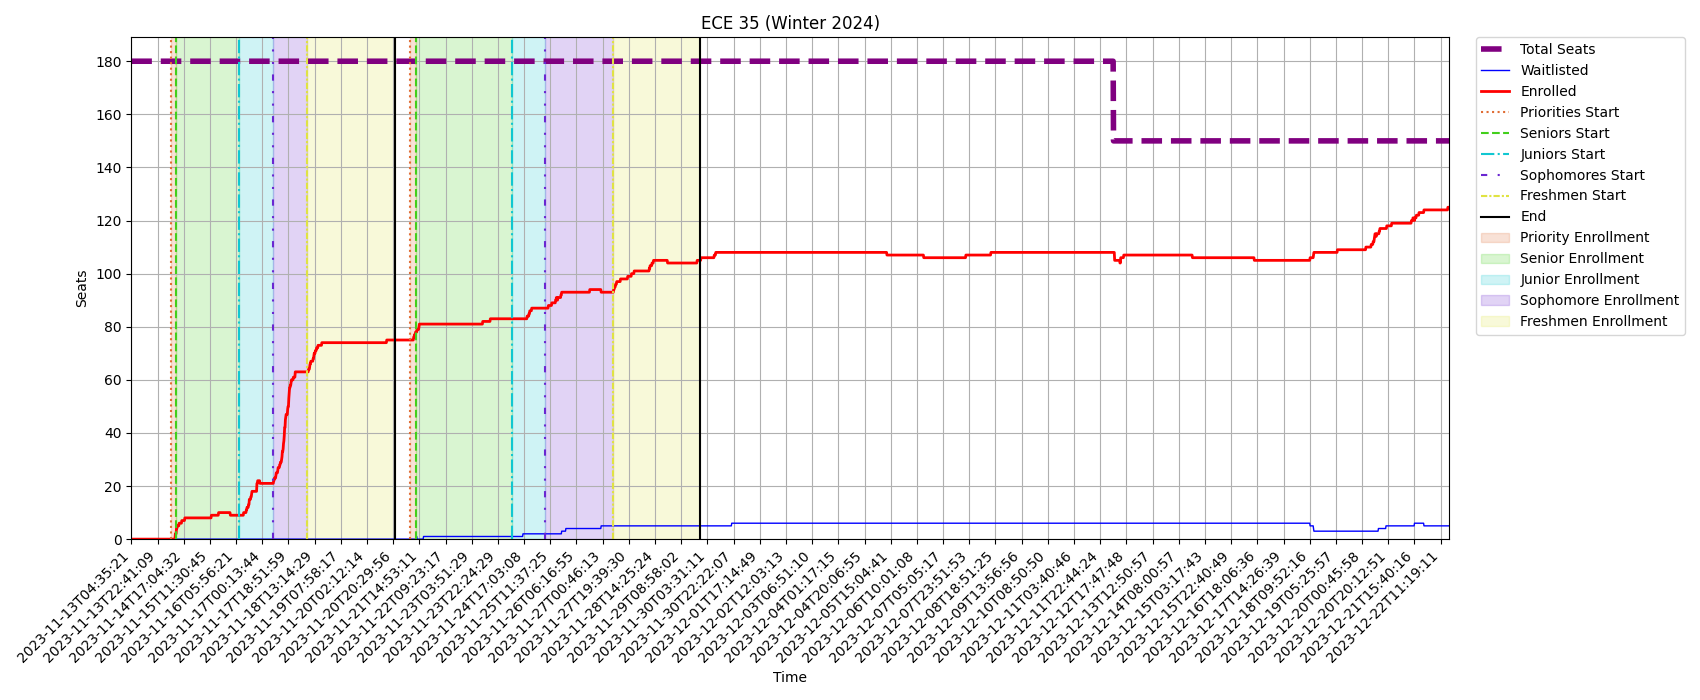 ECE 35 (Winter 2024)
180
160
140
120
100
80
60
40
20
0
Seats
2023-11-13T04:35:21
2023-11-13T22:41:09
2023-11-14T17:04:32
2023-11-15T11:30:45
2023-11-16T05:56:21
2023-11-17T00:13:44
2023-11-17T18:51:59
2023-11-18T13:14:29
2023-11-19T07:58:17
2023-11-20T02:12:14
2023-11-20T20:29:56
2023-11-21T14:53:11
2023-11-22T09:23:17
2023-11-23T03:51:29
2023-11-23T22:24:29
2023-11-24T17:03:08
2023-11-25T11:37:25
2023-11-26T06:16:55
2023-11-27T00:46:13
2023-11-27T19:39:30
2023-11-28T14:25:24
2023-11-29T08:58:02
2023-11-30T03:31:11
2023-11-30T22:22:07
2023-12-01T17:14:49
2023-12-02T12:03:13
2023-12-03T06:51:10
2023-12-04T01:17:15
2023-12-04T20:06:55
2023-12-05T15:04:41
2023-12-06T10:01:08
2023-12-07T05:05:17
2023-12-07T23:51:53
2023-12-08T18:51:25
2023-12-09T13:56:56
2023-12-10T08:50:50
2023-12-11T03:40:46
2023-12-11T22:44:24
2023-12-12T17:47:48
2023-12-13T12:50:57
2023-12-14T08:00:57
2023-12-15T03:17:43
2023-12-15T22:40:49
2023-12-16T18:06:36
2023-12-17T14:26:39
2023-12-18T09:52:16
2023-12-19T05:25:57
2023-12-20T00:45:58
2023-12-20T20:12:51
2023-12-21T15:40:16
2023-12-22T11:19:11
Time
Total Seats
Waitlisted
Enrolled
Priorities Start
Seniors Start
Juniors Start
Sophomores Start
Freshmen Start
End
Priority Enrollment
Senior Enrollment
Junior Enrollment
Sophomore Enrollment
Freshmen Enrollment